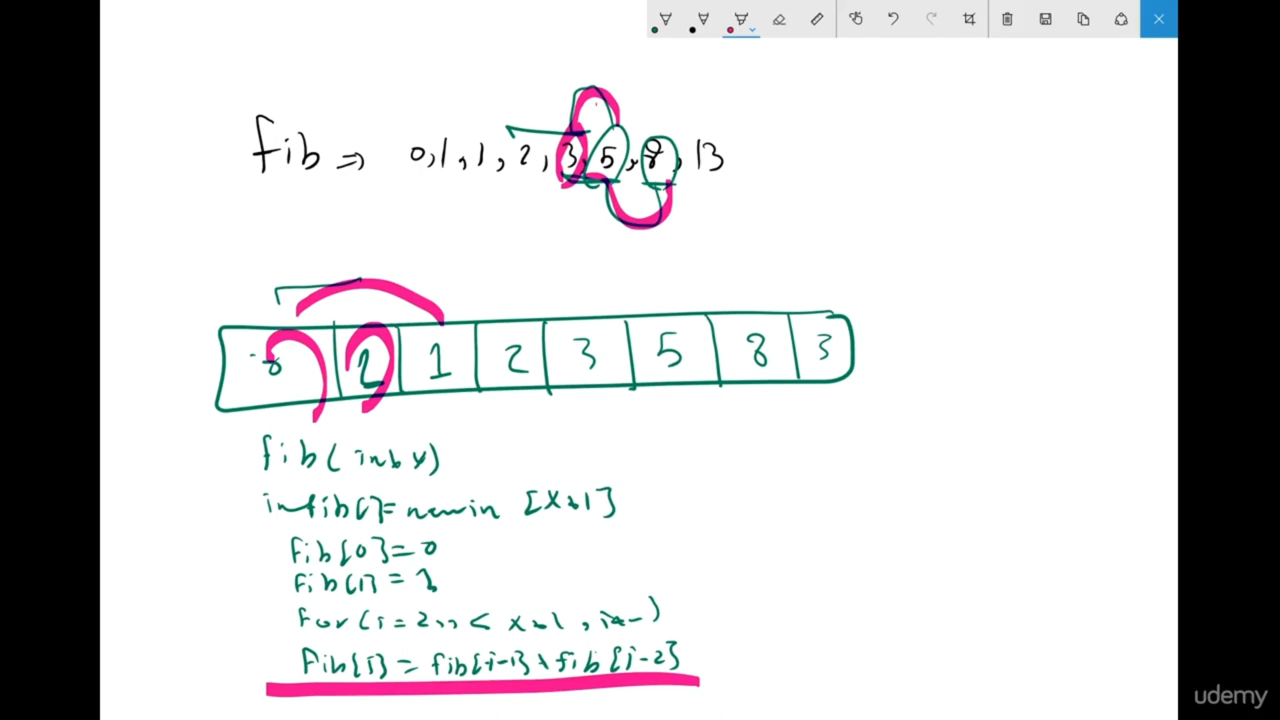 fib ⇒ 0,1,1,2,3,5,8,13
1 2 3 5 8 3
fib(int x)
int fib[]= new in [x+1]
fib[0]=0
fib[1]=1
for(i=2,, < x+1, i+-)
fib[i]=fib[i-1]+fib[i-2]
udemy